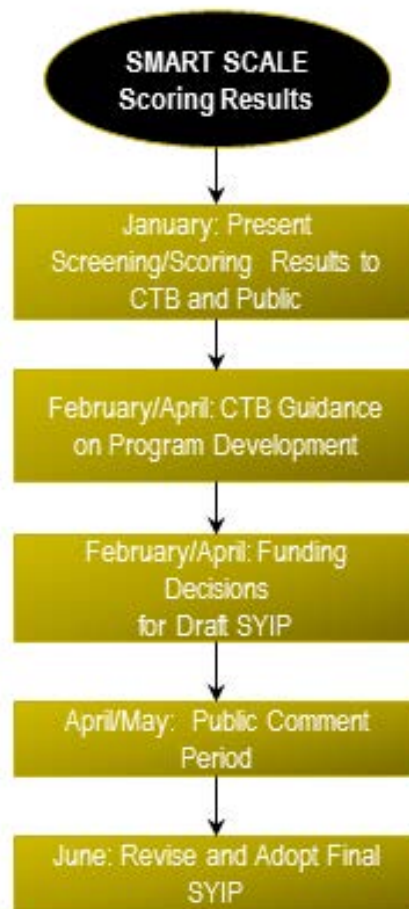 SMART SCALE
Scoring Results
January: Present
Screening/Scoring Results to
CTB and Public
February/April: CTB Guidance
on Program Development
February/April: Funding
Decisions
for Draft SYIP
April/May: Public Comment
Period
June: Revise and Adopt Final
SYIP